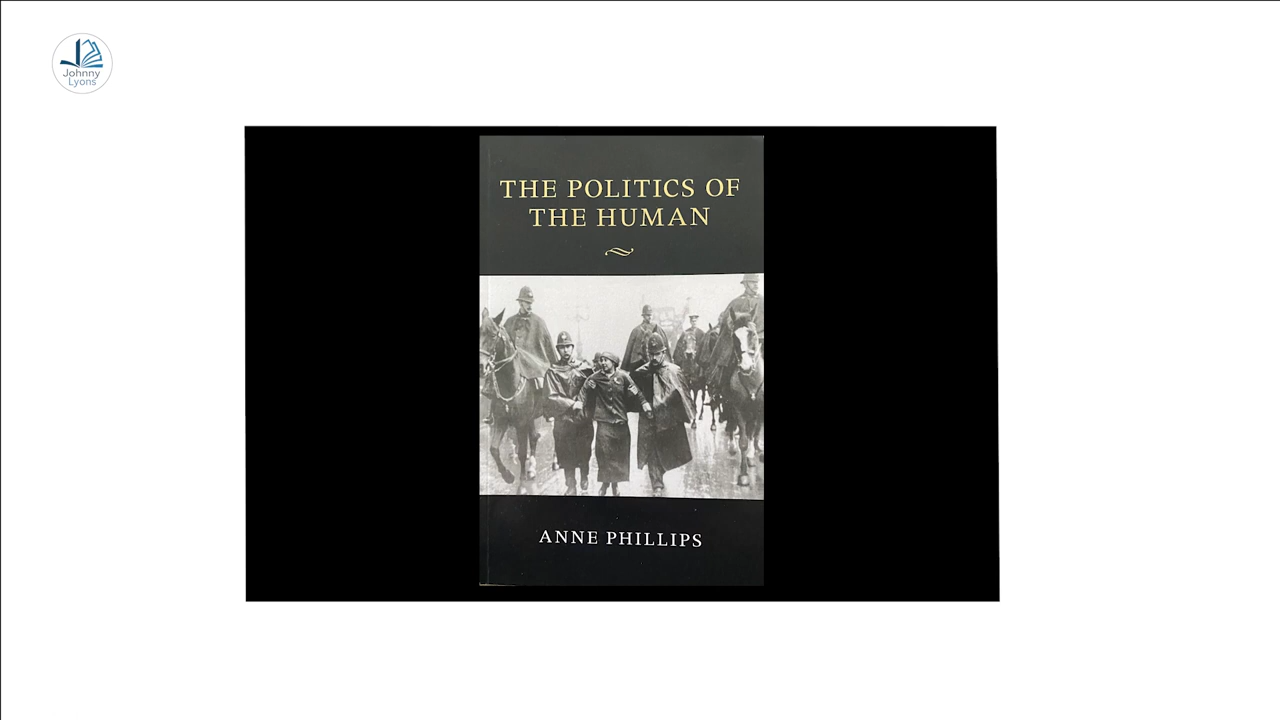 Johnny
Lyons
THE POLITICS OF
THE HUMAN
ANNE PHILLIPS